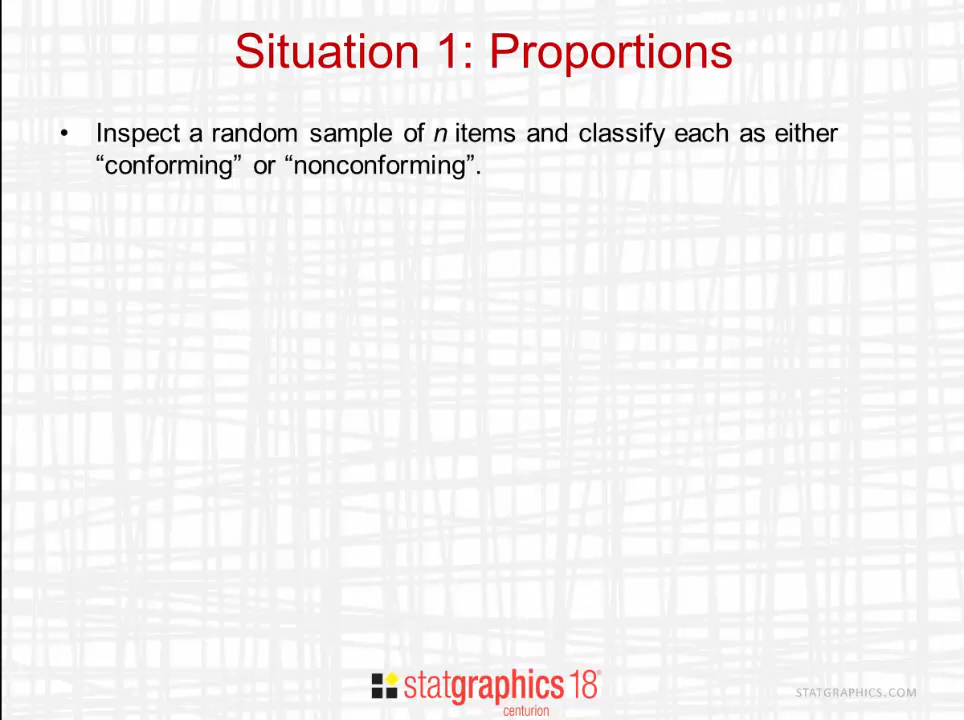 Situation 1: Proportions
• Inspect a random sample of n items and classify each as either
“conforming” or “nonconforming”.
statgraphics 18®
centurion
STATGRAPHICS.COM